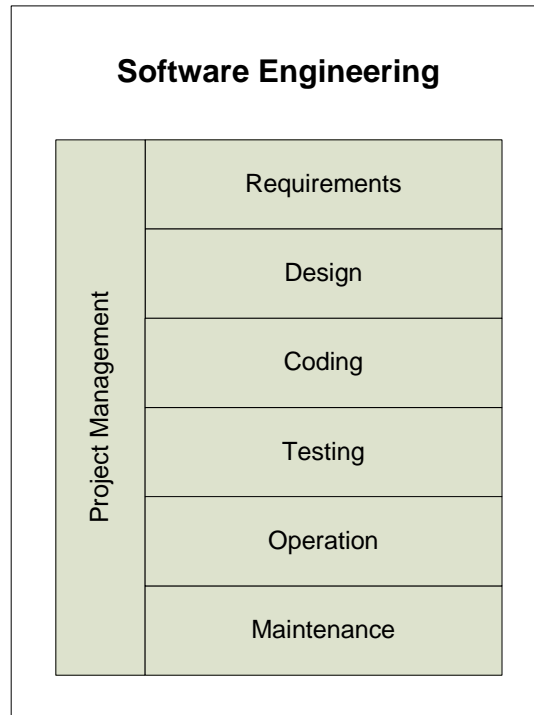 Software Engineering
Project Management
Requirements
Design
Coding
Testing
Operation
Maintenance